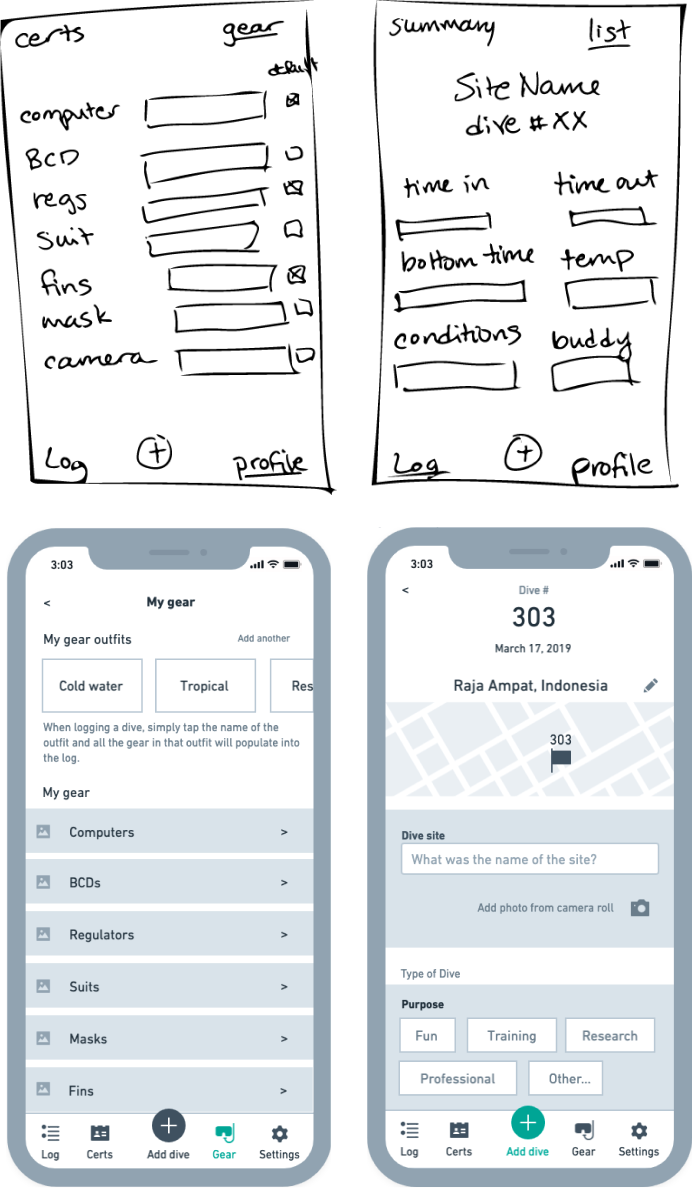 certs gear
default
computer
BCD
regs
suit
fins
mask
camera
Log + profile
summary list
Site Name
dive # XX
time in time out
bottom time temp
conditions buddy
Log + profile
3:03
<
My gear
My gear outfits Add another
Cold water Tropical Res
When logging a dive, simply tap the name of the
outfit and all the gear in that outfit will populate into
the log.
My gear
Computers >
BCDs >
Regulators >
Suits >
Masks >
Fins >
Log Certs Add dive Gear Settings
3:03
< Dive #
303
March 17, 2019
Raja Ampat, Indonesia
303
Dive site
What was the name of the site?
Add photo from camera roll
Type of Dive
Purpose
Fun Training Research
Professional Other...
Log Certs Add dive Gear Settings